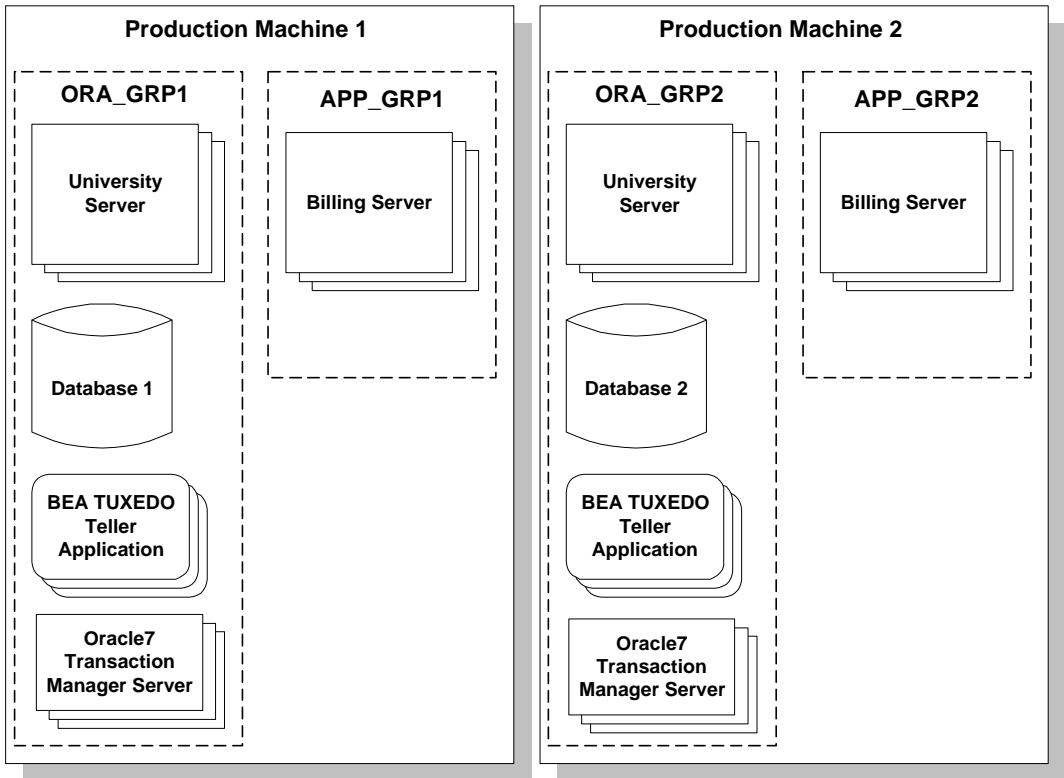 Production Machine 1
ORA_GRP1
University
Server
Database 1
BEA TUXEDO
Teller
Application
Oracle7
Transaction
Manager Server
APP_GRP1
Billing Server
Production Machine 2
ORA_GRP2
University
Server
Database 2
BEA TUXEDO
Teller
Application
Oracle7
Transaction
Manager Server
APP_GRP2
Billing Server